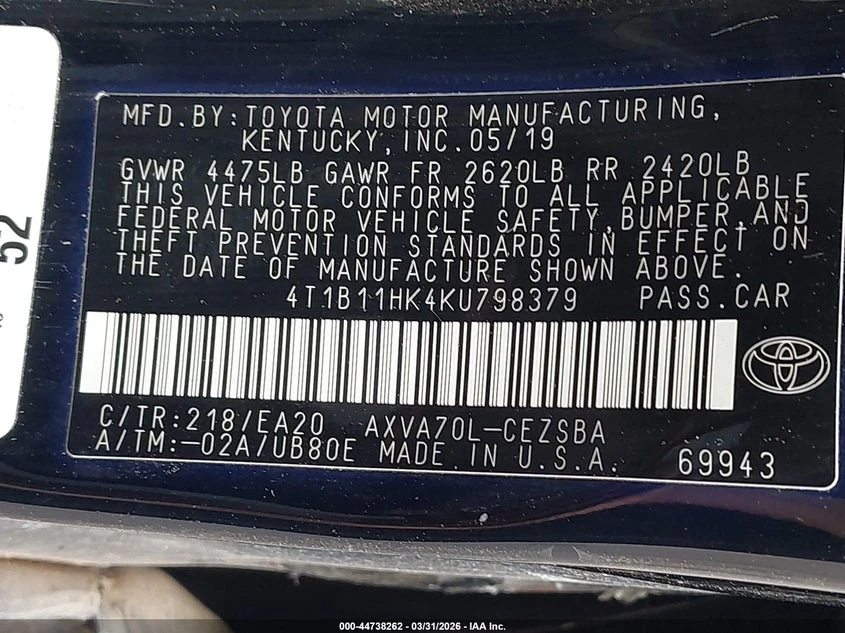 52
MFD.BY:TOYOTA MOTOR MANUFACTURING,
KENTUCKY, INC.05/19
GVWR 4475LB GAWR FR 2620LB RR 2420LB
THIS VEHICLE CONFORMS TO ALL APPLICABLE
FEDERAL MOTOR VEHICLE SAFETY,BUMPER,AND
THEFT PREVENTION STANDARDS IN EFFECT ON
THE DATE OF MANUFACTURE SHOWN ABOVE.
4T1B11HK4KU798379 PASS.CAR
C/TR:218/EA20 AXVA70L-CEZSBA
A/TM:-02A/UB80E MADE IN U.S.A. 69943
000-44738262 - 03/31/2026 - IAA Inc.